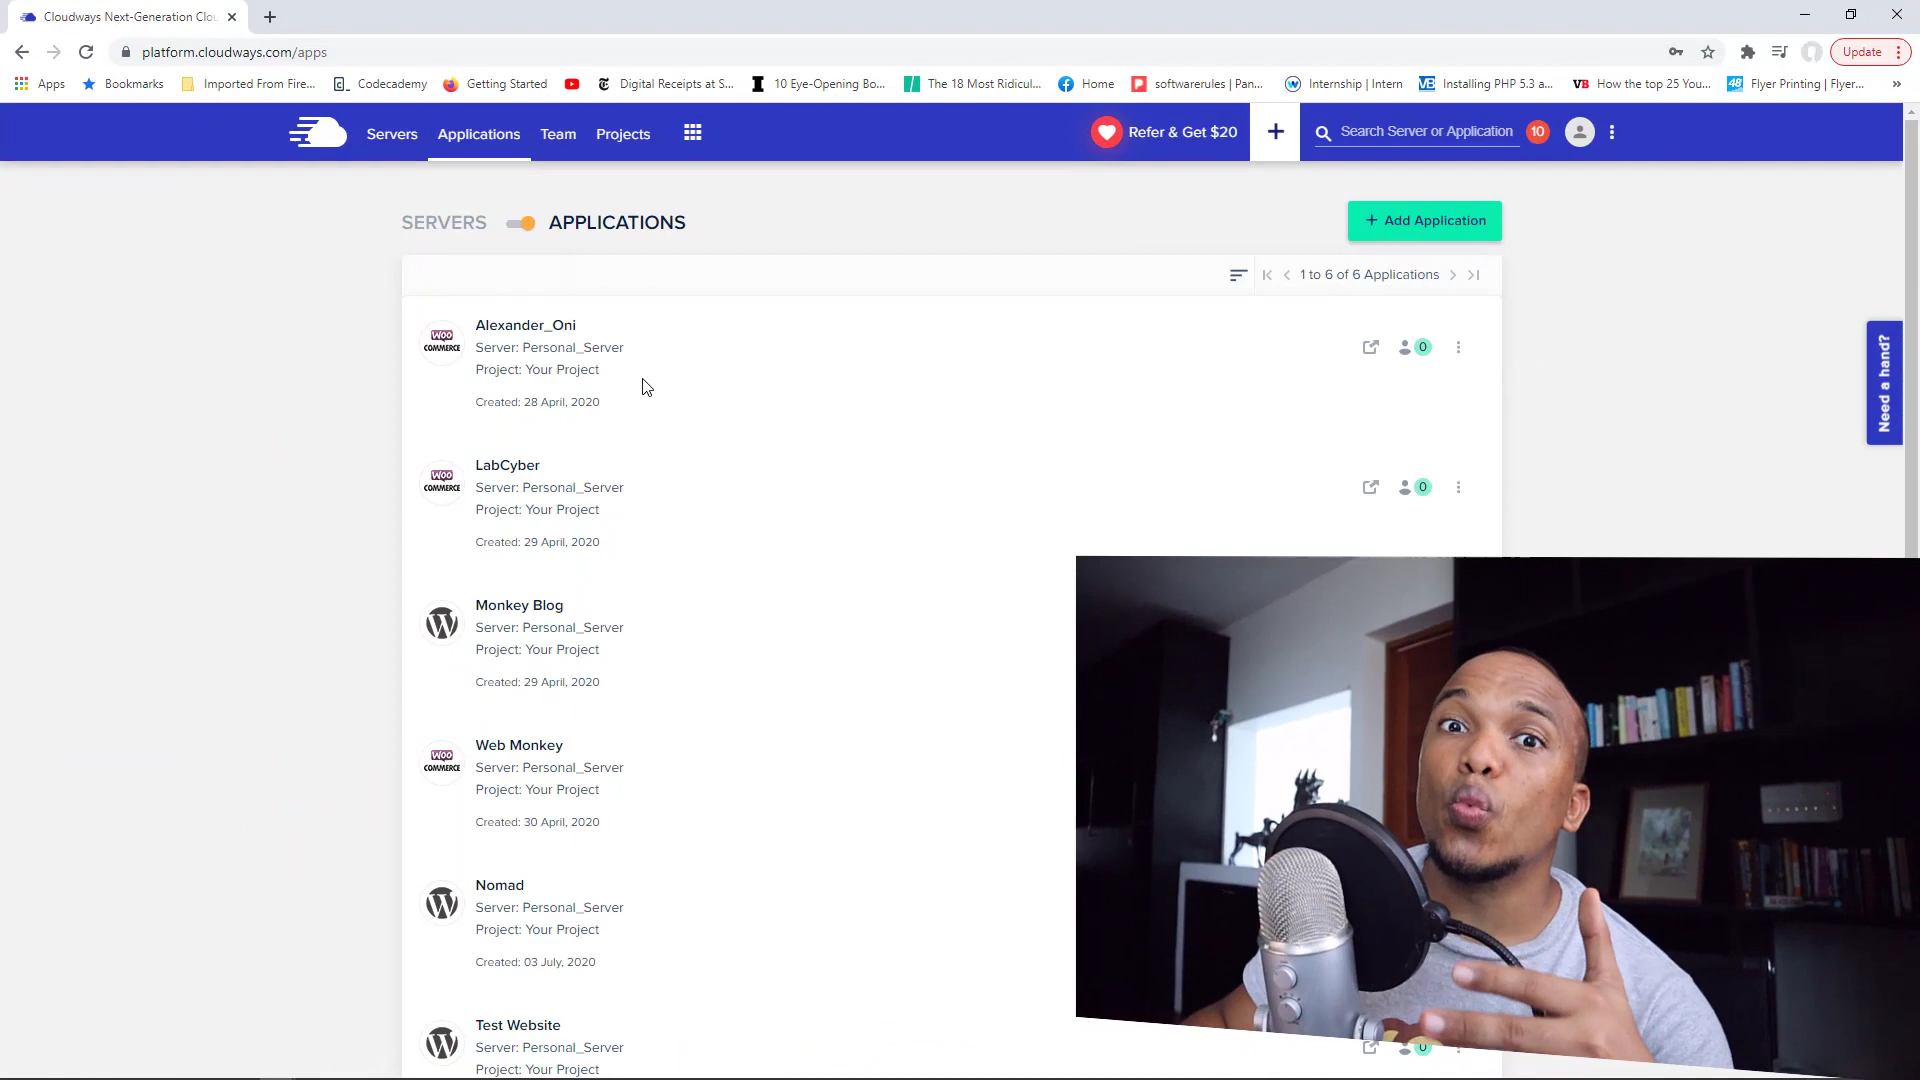 Cloudways Next-Generation Clou
platform.cloudways.com/apps
Update
Apps
Bookmarks
Imported From Fire...
Codecademy
Getting Started
Digital Receipts at S...
10 Eye-Opening Bo...
The 18 Most Ridicul...
Home
softwarerules | Pan...
Internship | Intern
Installing PHP 5.3 a...
How the top 25 You...
Flyer Printing | Flyer...
Servers
Applications
Team
Projects
Refer & Get $20
+
Search Server or Application
10
SERVERS
APPLICATIONS
+ Add Application
1 to 6 of 6 Applications
WOO COMMERCE
Alexander_Oni
Server: Personal_Server
Project: Your Project
Created: 28 April, 2020
0
Need a hand?
WOO COMMERCE
LabCyber
Server: Personal_Server
Project: Your Project
Created: 29 April, 2020
0
Monkey Blog
Server: Personal_Server
Project: Your Project
Created: 29 April, 2020
WOO COMMERCE
Web Monkey
Server: Personal_Server
Project: Your Project
Created: 30 April, 2020
Nomad
Server: Personal_Server
Project: Your Project
Created: 03 July, 2020
Test Website
Server: Personal_Server
Project: Your Project
0